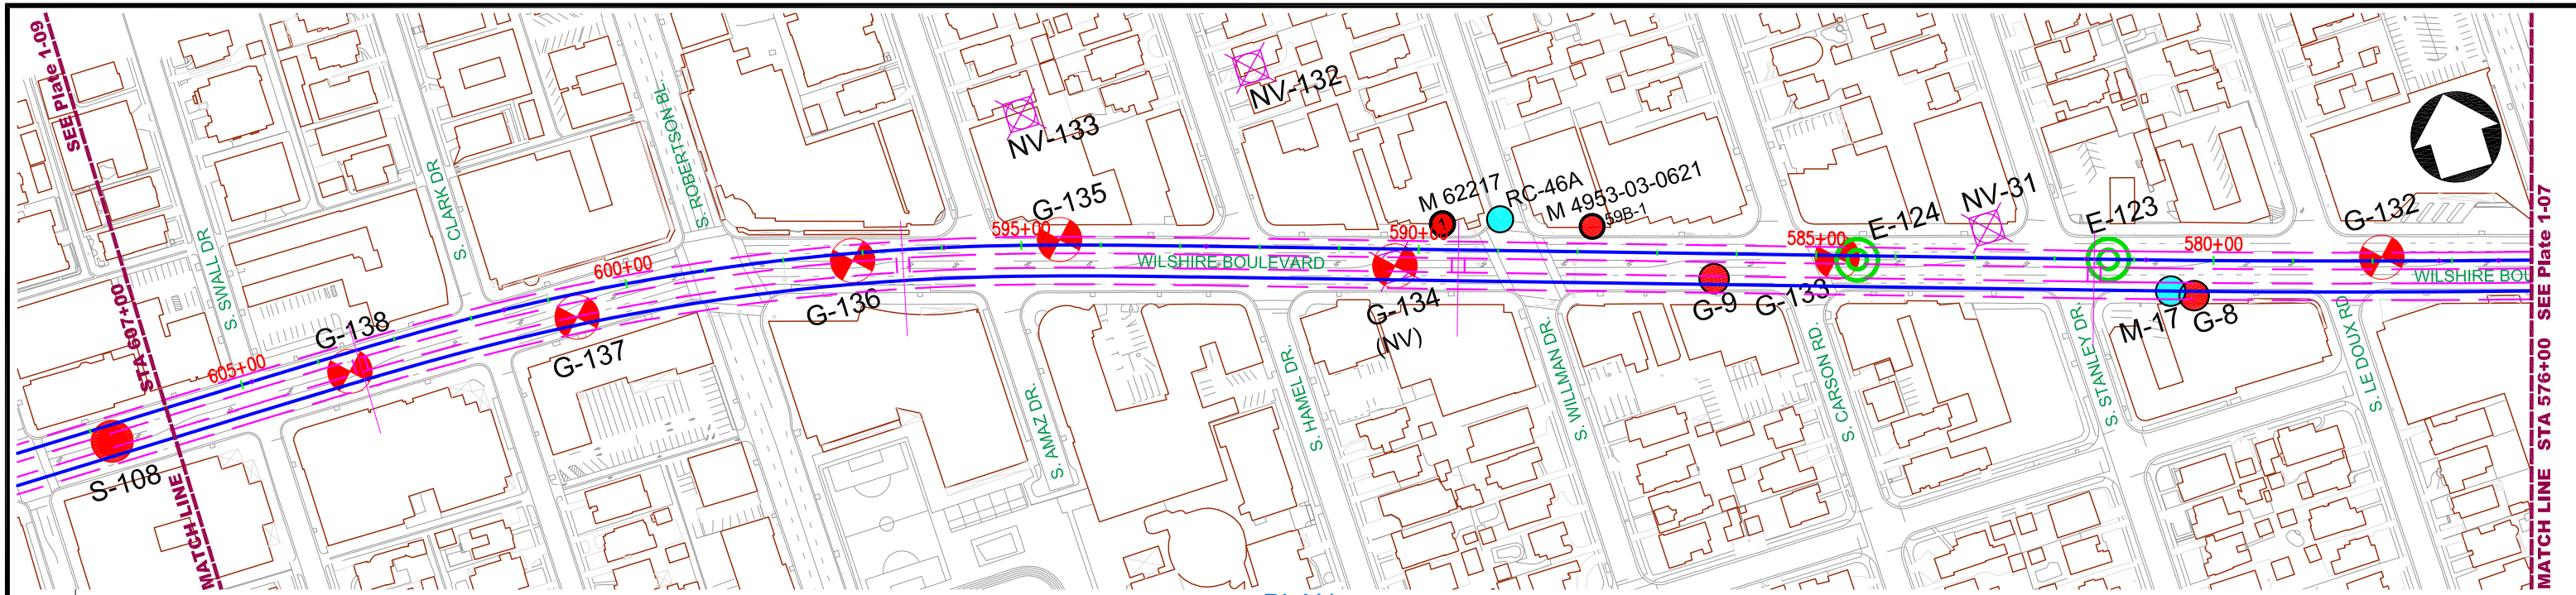 SEE Plate 1-09
STA 607+00
MATCH LINE
S. SWALL DR
S. CLARK DR
S. ROBERTSON BL.
NV-133
NV-132
G-135
595+00
600+00
605+00
G-138
G-137
G-136
S-108
WILSHIRE BOULEVARD
S. AMAZ DR.
S. HAMEL DR.
M 62217
RC-46A
M 4953-03-0621
59B-1
590+00
G-134
(NV)
S. WILLMAN DR.
G-9
G-133
585+00
E-124
NV-31
E-123
S. CARSON RD.
S. STANLEY DR.
M-17
G-8
580+00
G-132
WILSHIRE BOU
S. LE DOUX RD
MATCH LINE STA 576+00 SEE Plate 1-07